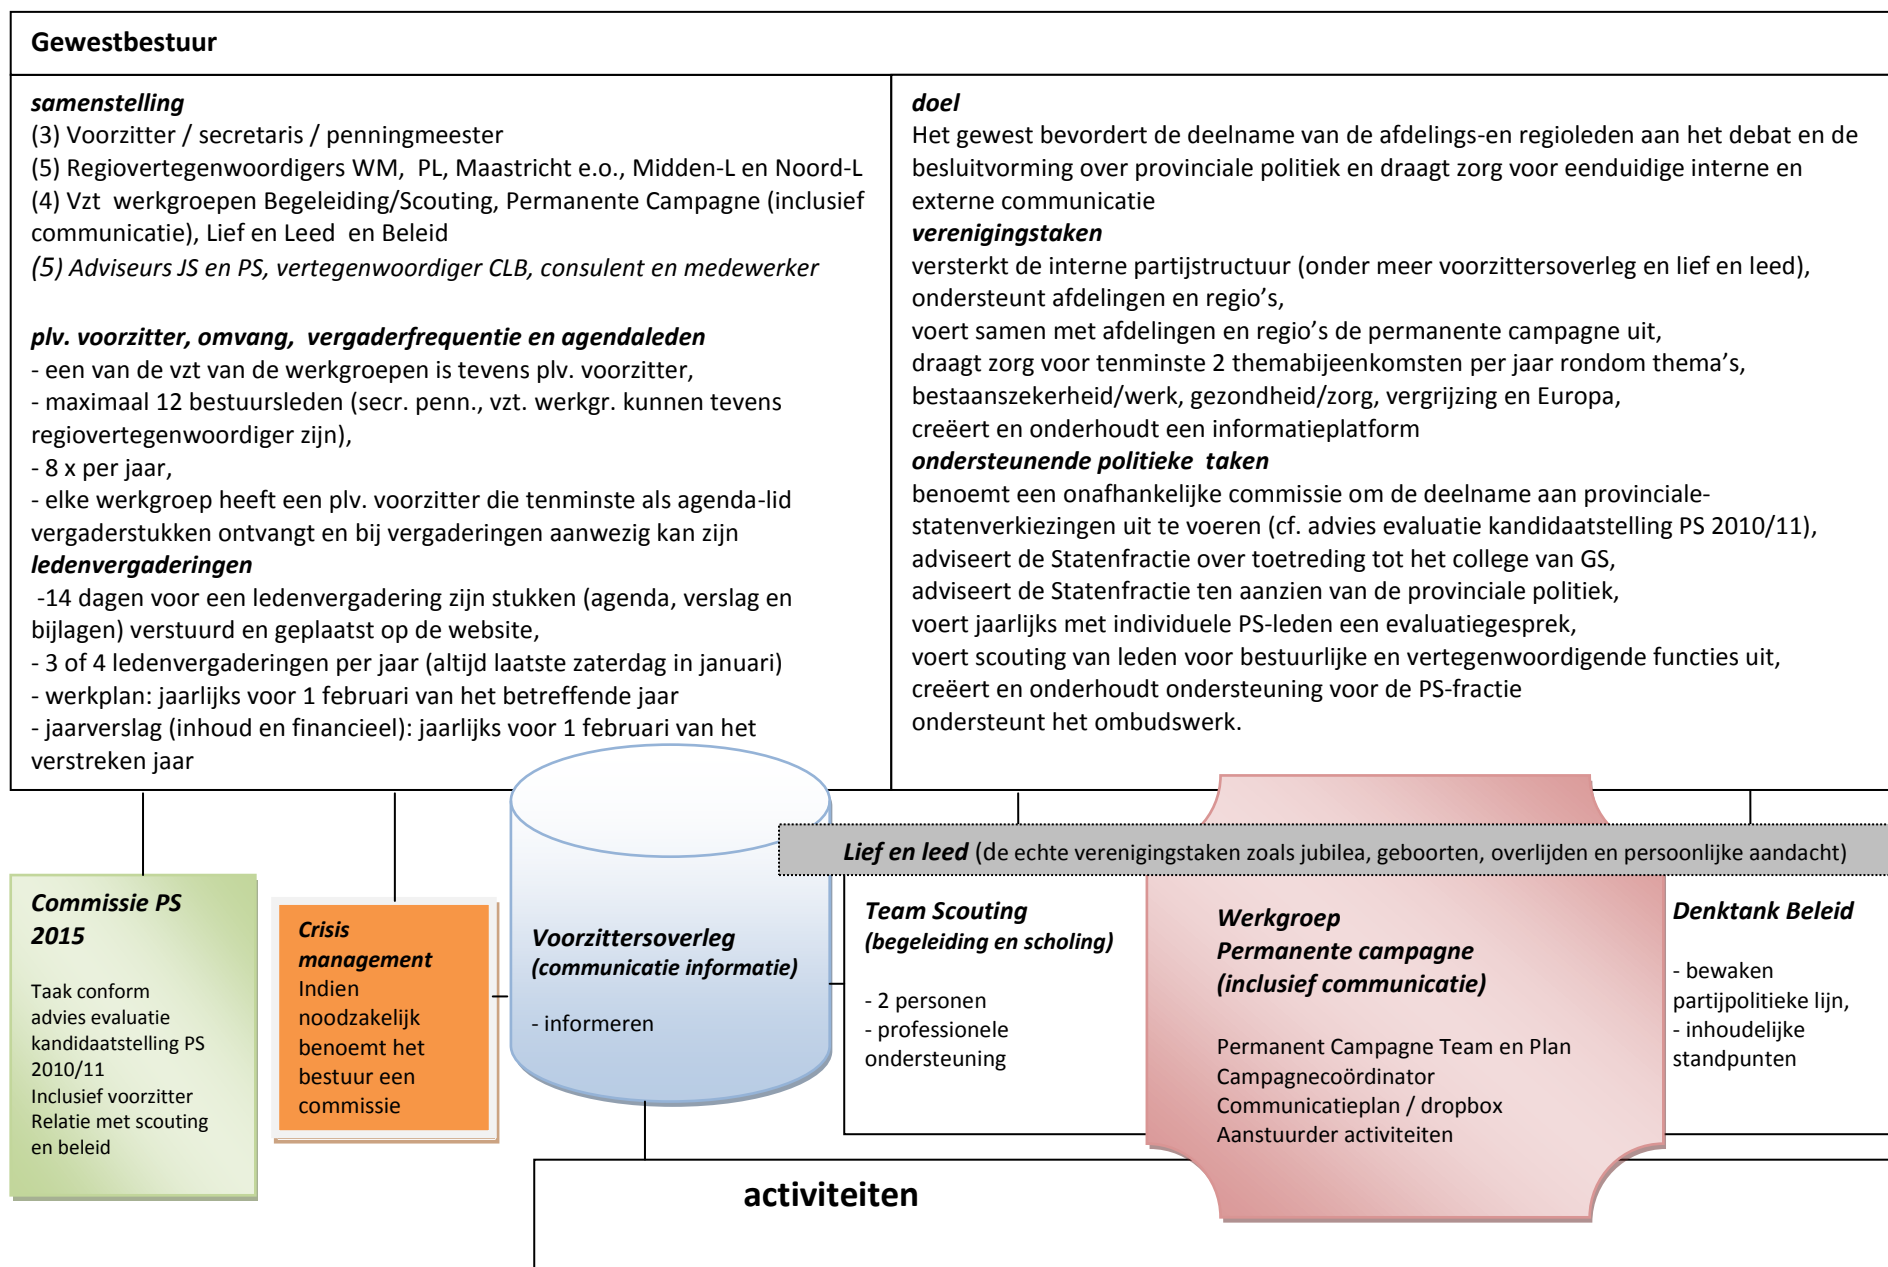 Gewestbestuur
samenstelling
(3) Voorzitter / secretaris / penningmeester
(5) Regiovertegenwoordigers WM, PL, Maastricht e.o., Midden-L en Noord-L
(4) Vzt werkgroepen Begeleiding/Scouting, Permanente Campagne (inclusief
communicatie), Lief en Leed en Beleid
(5) Adviseurs JS en PS, vertegenwoordiger CLB, consulent en medewerker
plv. voorzitter, omvang, vergaderfrequentie en agendaleden
- een van de vzt van de werkgroepen is tevens plv. voorzitter,
- maximaal 12 bestuursleden (secr. penn., vzt. werkgr. kunnen tevens
regiovertegenwoordiger zijn),
- 8 x per jaar,
- elke werkgroep heeft een plv. voorzitter die tenminste als agenda-lid
vergaderstukken ontvangt en bij vergaderingen aanwezig kan zijn
ledenvergaderingen
-14 dagen voor een ledenvergadering zijn stukken (agenda, verslag en
bijlagen) verstuurd en geplaatst op de website,
- 3 of 4 ledenvergaderingen per jaar (altijd laatste zaterdag in januari)
- werkplan: jaarlijks voor 1 februari van het betreffende jaar
- jaarverslag (inhoud en financieel): jaarlijks voor 1 februari van het
verstreken jaar
doel
Het gewest bevordert de deelname van de afdelings-en regioleden aan het debat en de
besluitvorming over provinciale politiek en draagt zorg voor eenduidige interne en
externe communicatie
verenigingstaken
versterkt de interne partijstructuur (onder meer voorzittersoverleg en lief en leed),
ondersteunt afdelingen en regio's,
voert samen met afdelingen en regio's de permanente campagne uit,
draagt zorg voor tenminste 2 themabijeenkomsten per jaar rondom thema's,
bestaanszekerheid/werk, gezondheid/zorg, vergrijzing en Europa,
creëert en onderhoudt een informatieplatform
ondersteunende politieke taken
benoemt een onafhankelijke commissie om de deelname aan provinciale-
statenverkiezingen uit te voeren (cf. advies evaluatie kandidaatstelling PS 2010/11),
adviseert de Statenfractie over toetreding tot het college van GS,
adviseert de Statenfractie ten aanzien van de provinciale politiek,
voert jaarlijks met individuele PS-leden een evaluatiegesprek,
voert scouting van leden voor bestuurlijke en vertegenwoordigende functies uit,
creëert en onderhoudt ondersteuning voor de PS-fractie
ondersteunt het ombudswerk.
Lief en leed (de echte verenigingstaken zoals jubilea, geboorten, overlijden en persoonlijke aandacht)
Commissie PS
2015
Taak conform
advies evaluatie
kandidaatstelling PS
2010/11
Inclusief voorzitter
Relatie met scouting
en beleid
Crisis
management
Indien
noodzakelijk
benoemt het
bestuur een
commissie
Voorzittersoverleg
(communicatie informatie)
- informeren
Team Scouting
(begeleiding en scholing)
- 2 personen
- professionele
ondersteuning
Werkgroep
Permanente campagne
(inclusief communicatie)
Permanent Campagne Team en Plan
Campagnecoördinator
Communicatieplan / dropbox
Aanstuurder activiteiten
Denktank Beleid
- bewaken
partijpolitieke lijn,
- inhoudelijke
standpunten
activiteiten